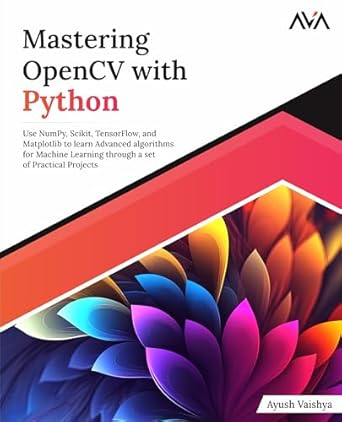 AVA
Mastering
OpenCV with
Python
Use NumPy, Scikit, TensorFlow, and
Matplotlib to learn Advanced algorithms
for Machine Learning through a set
of Practical Projects
Ayush Vaishya